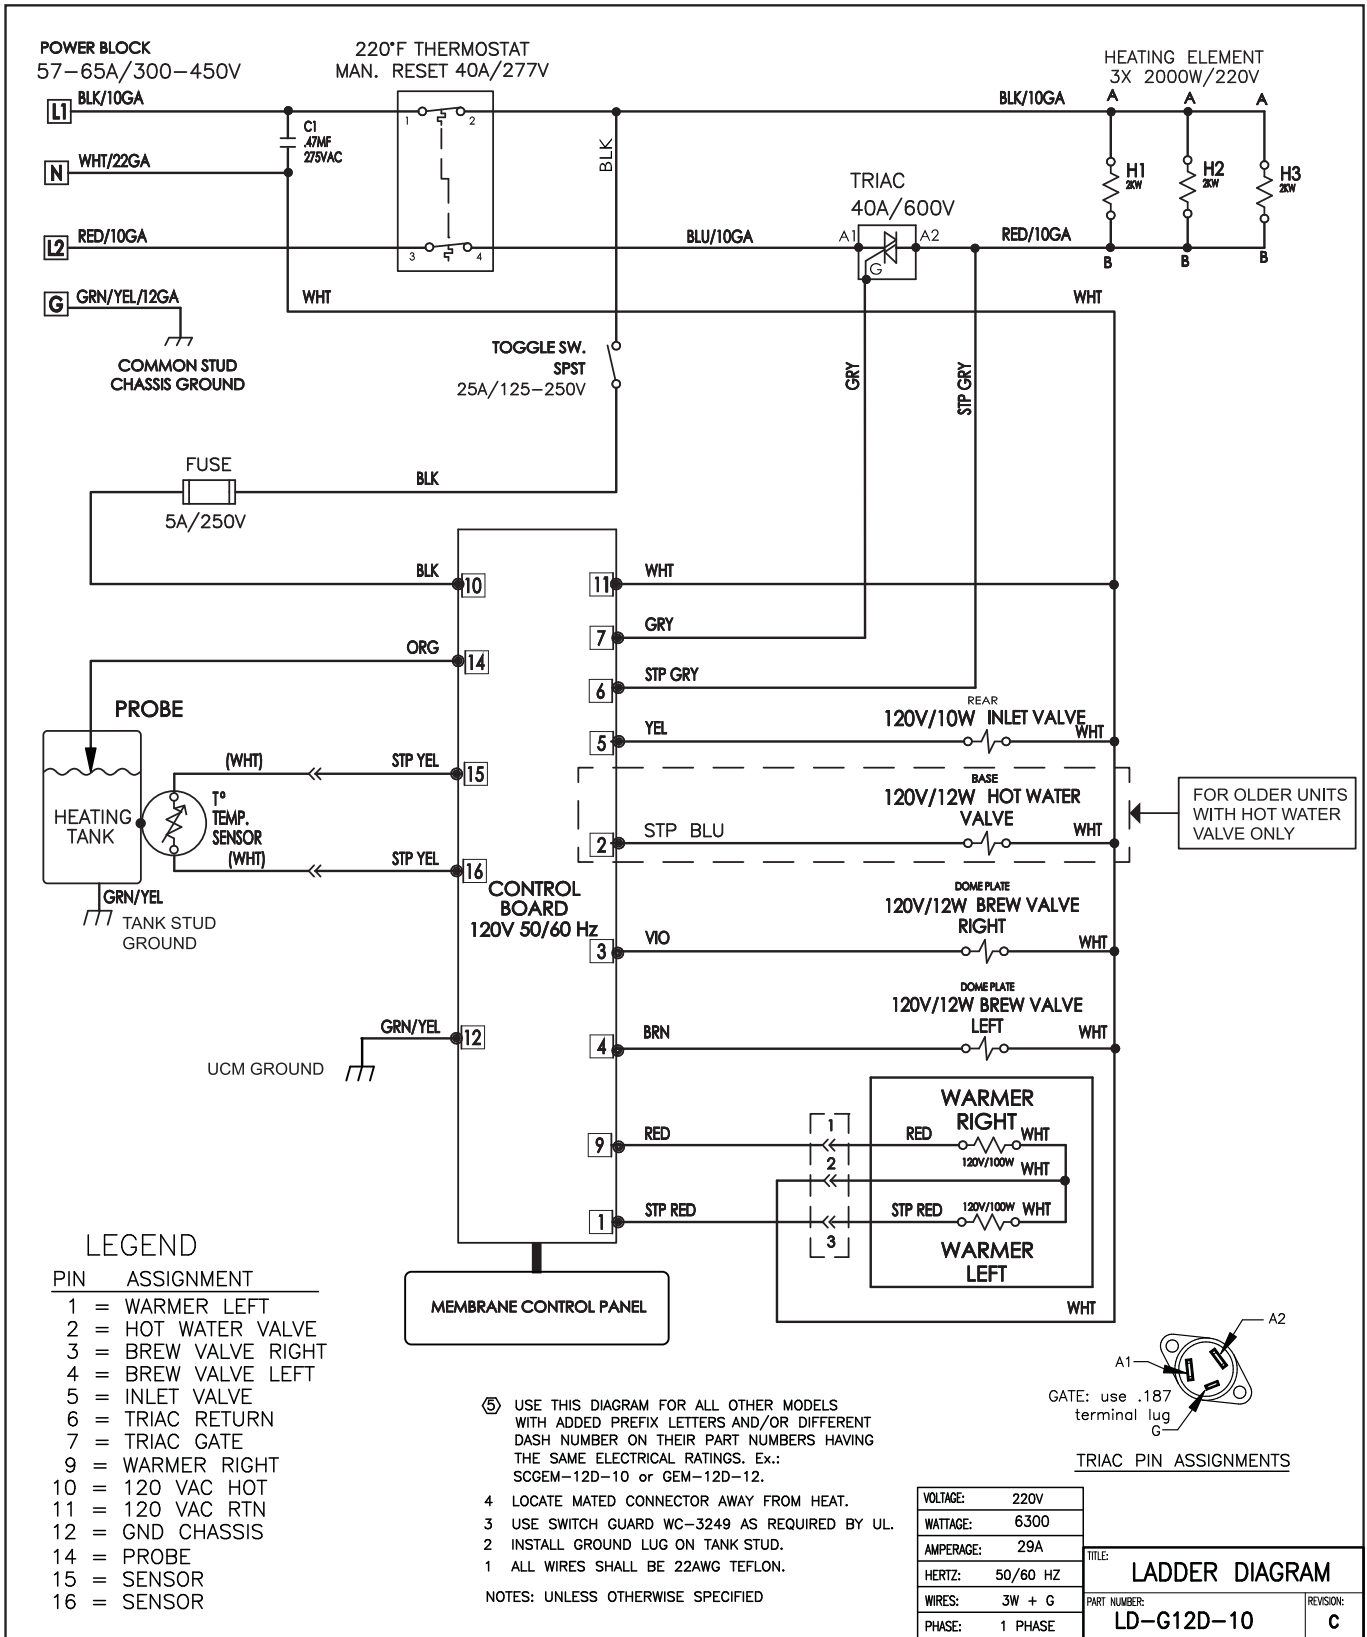 POWER BLOCK
57-65A/300-450V
220°F THERMOSTAT
MAN. RESET 40A/277V
HEATING ELEMENT
3X 2000W/220V
L1
BLK/10GA
C1
.47MF
275VAC
1
2
BLK/10GA
A
A
A
N
WHT/22GA
BLK
TRIAC
40A/600V
H1
2KW
H2
2KW
H3
2KW
L2
RED/10GA
3
4
BLU/10GA
A1
A2
G
RED/10GA
B
B
B
G
GRN/YEL/12GA
WHT
WHT
COMMON STUD
CHASSIS GROUND
TOGGLE SW.
SPST
25A/125-250V
GRY
STP GRY
FUSE
5A/250V
BLK
BLK
10
11
WHT
ORG
14
7
GRY
6
STP GRY
PROBE
5
YEL
REAR
120V/10W INLET VALVE
WHT
(WHT)
STP YEL
15
HEATING
TANK
T°
TEMP.
SENSOR
(WHT)
STP YEL
16
BASE
120V/12W HOT WATER
VALVE
2
STP BLU
WHT
FOR OLDER UNITS
WITH HOT WATER
VALVE ONLY
GRN/YEL
TANK STUD
GROUND
CONTROL
BOARD
120V 50/60 Hz
DOME PLATE
120V/12W BREW VALVE
RIGHT
3
VIO
WHT
DOME PLATE
120V/12W BREW VALVE
LEFT
4
BRN
WHT
GRN/YEL
12
UCM GROUND
WARMER
RIGHT
9
RED
1
RED
120V/100W
WHT
2
WHT
1
STP RED
3
STP RED
120V/100W
WHT
WARMER
LEFT
WHT
MEMBRANE CONTROL PANEL
LEGEND
PIN ASSIGNMENT
1 = WARMER LEFT
2 = HOT WATER VALVE
3 = BREW VALVE RIGHT
4 = BREW VALVE LEFT
5 = INLET VALVE
6 = TRIAC RETURN
7 = TRIAC GATE
9 = WARMER RIGHT
10 = 120 VAC HOT
11 = 120 VAC RTN
12 = GND CHASSIS
14 = PROBE
15 = SENSOR
16 = SENSOR
5 USE THIS DIAGRAM FOR ALL OTHER MODELS
WITH ADDED PREFIX LETTERS AND/OR DIFFERENT
DASH NUMBER ON THEIR PART NUMBERS HAVING
THE SAME ELECTRICAL RATINGS. Ex.:
SCGEM-12D-10 or GEM-12D-12.
4 LOCATE MATED CONNECTOR AWAY FROM HEAT.
3 USE SWITCH GUARD WC-3249 AS REQUIRED BY UL.
2 INSTALL GROUND LUG ON TANK STUD.
1 ALL WIRES SHALL BE 22AWG TEFLON.
NOTES: UNLESS OTHERWISE SPECIFIED
A2
A1
GATE: use .187
terminal lug
G
TRIAC PIN ASSIGNMENTS
VOLTAGE: 220V
WATTAGE: 6300
AMPERAGE: 29A
HERTZ: 50/60 HZ
WIRES: 3W + G
PHASE: 1 PHASE
TITLE:
LADDER DIAGRAM
PART NUMBER:
LD-G12D-10
REVISION:
C